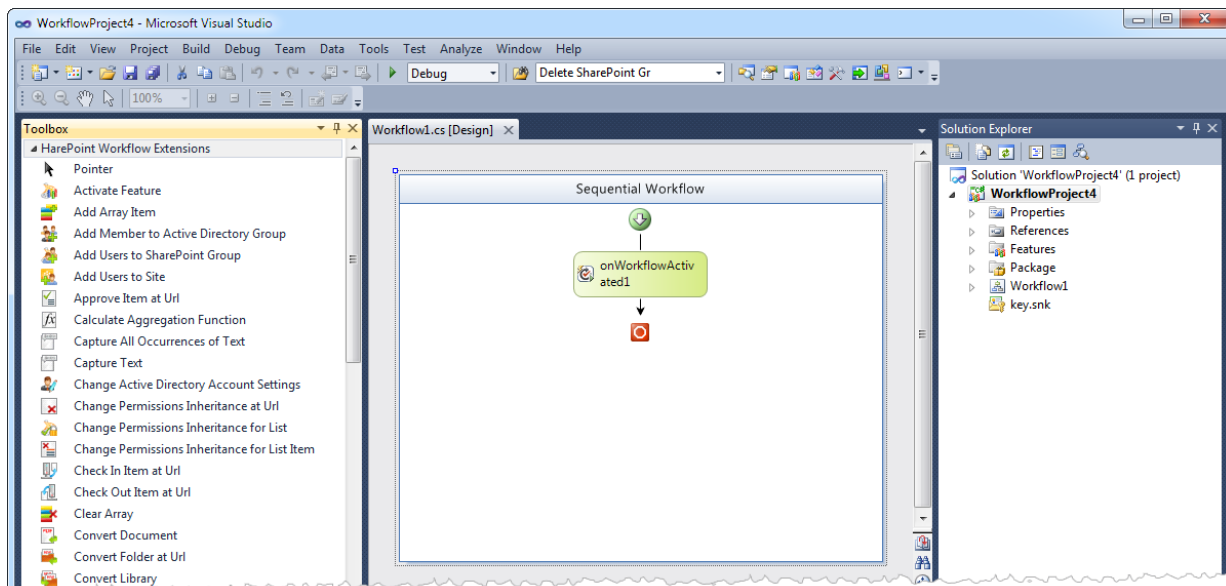 WorkflowProject4 - Microsoft Visual Studio
File Edit View Project Build Debug Team Data Tools Test Analyze Window Help
Debug Delete SharePoint Gr
100%
Toolbox
HarePoint Workflow Extensions
Pointer
Activate Feature
Add Array Item
Add Member to Active Directory Group
Add Users to SharePoint Group
Add Users to Site
Approve Item at Url
Calculate Aggregation Function
Capture All Occurrences of Text
Capture Text
Change Active Directory Account Settings
Change Permissions Inheritance at Url
Change Permissions Inheritance for List
Change Permissions Inheritance for List Item
Check In Item at Url
Check Out Item at Url
Clear Array
Convert Document
Convert Folder at Url
Convert Library
Workflow1.cs [Design]
Sequential Workflow
onWorkflowActiv
ated1
Solution Explorer
Solution 'WorkflowProject4' (1 project)
WorkflowProject4
Properties
References
Features
Package
Workflow1
key.snk